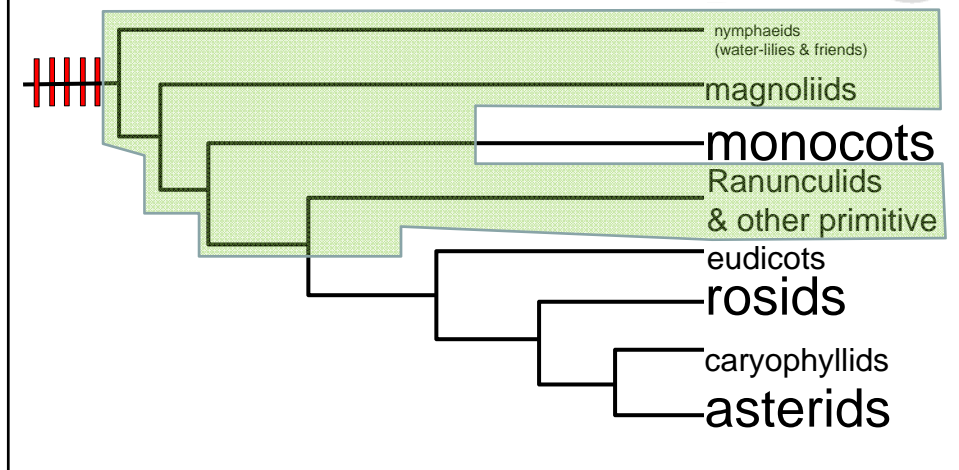 nymphaeids
(water-lilies & friends)
magnoliids
monocots
Ranunculids
& other primitive
eudicots
rosids
caryophyllids
asterids